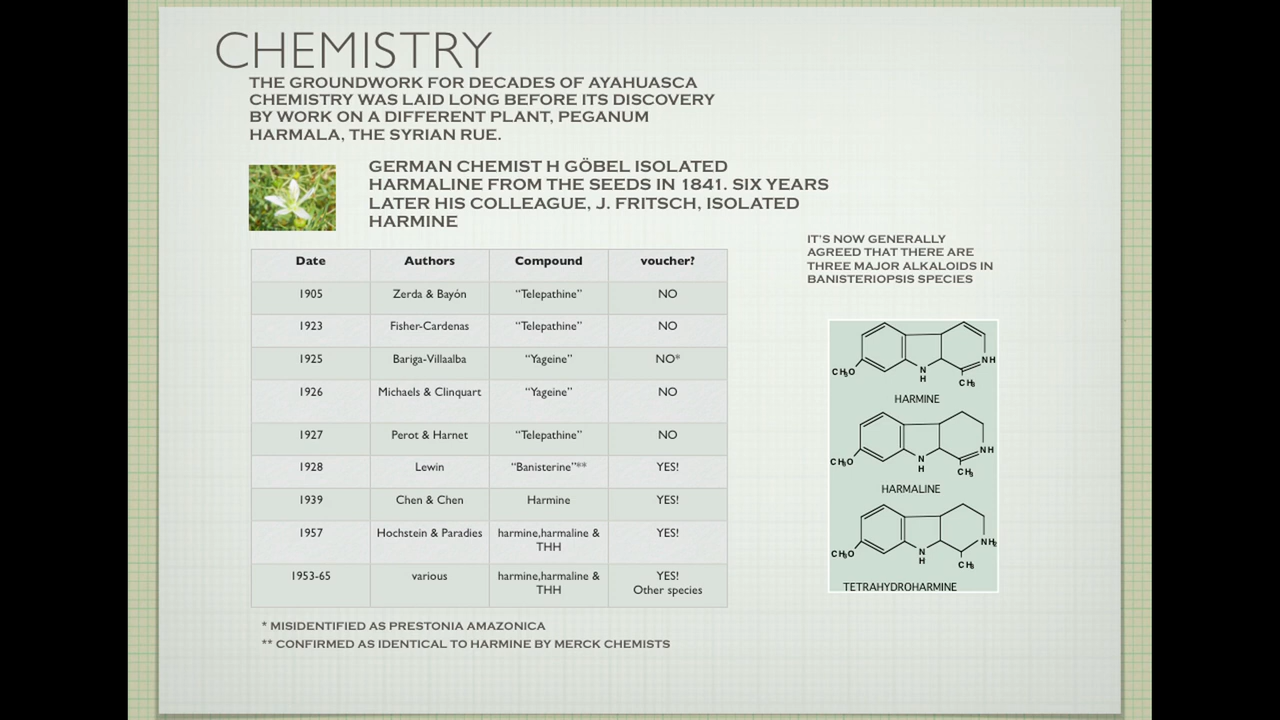 CHEMISTRY
THE GROUNDWORK FOR DECADES OF AYAHUASCA
CHEMISTRY WAS LAID LONG BEFORE ITS DISCOVERY
BY WORK ON A DIFFERENT PLANT, PEGANUM
HARMALA, THE SYRIAN RUE.
GERMAN CHEMIST H GÖBEL ISOLATED
HARMALINE FROM THE SEEDS IN 1841. SIX YEARS
LATER HIS COLLEAGUE, J. FRITSCH, ISOLATED
HARMINE
Date Authors Compound voucher?
1905 Zerda & Bayón “Telepathine” NO
1923 Fisher-Cardenas “Telepathine” NO
1925 Bariga-Villaalba “Yageine” NO*
1926 Michaels & Clinquart “Yageine” NO
1927 Perot & Harnet “Telepathine” NO
1928 Lewin “Banisterine”** YES!
1939 Chen & Chen Harmine YES!
1957 Hochstein & Paradies harmine,harmaline & YES!
THH
1953-65 various harmine,harmaline & YES!
THH Other species
* MISIDENTIFIED AS PRESTONIA AMAZONICA
** CONFIRMED AS IDENTICAL TO HARMINE BY MERCK CHEMISTS
IT'S NOW GENERALLY
AGREED THAT THERE ARE
THREE MAJOR ALKALOIDS IN
BANISTERIOPSIS SPECIES
NH
CH3O N
H CH3
HARMINE
NH
CH3O N
H CH3
HARMALINE
NH2
CH3O N
H CH3
TETRAHYDROHARMINE